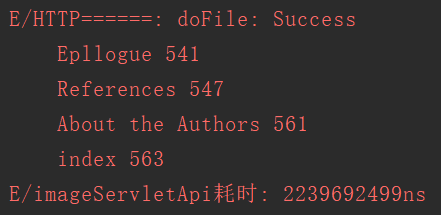 E/HTTP======: doFile: Success
Epllogue 541
References 547
About the Authors 561
index 563
E/imageServletApi耗时: 2239692499ns